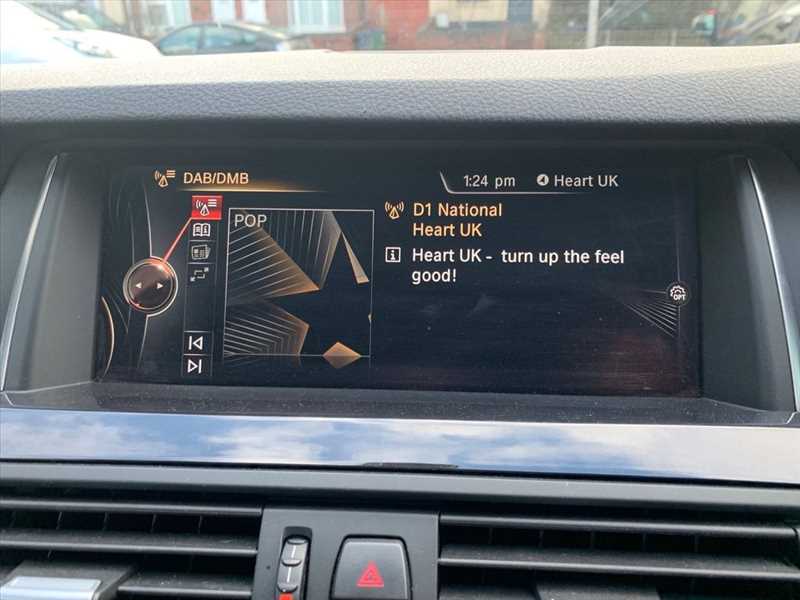 DAB/DMB
1:24 pm
Heart UK
POP
D1 National
Heart UK
Heart UK - turn up the feel
good!
OPT